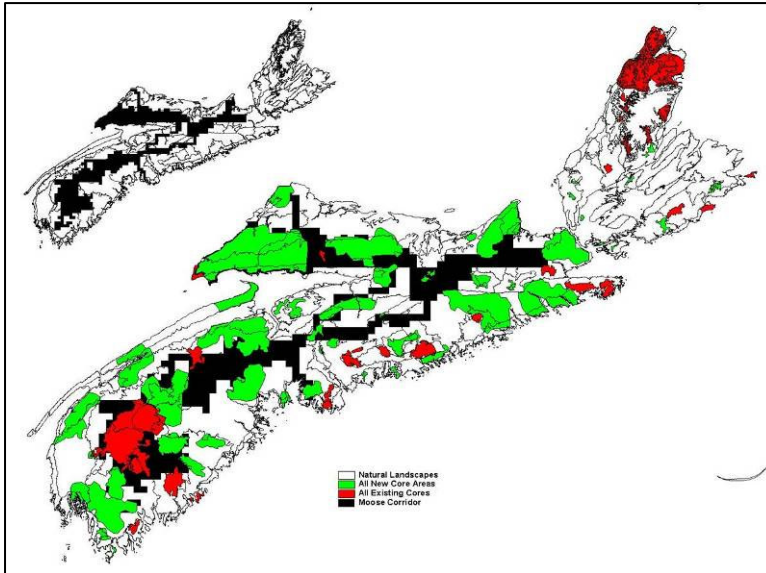 Natural Landscapes
All New Core Areas
All Existing Cores
Moose Corridor